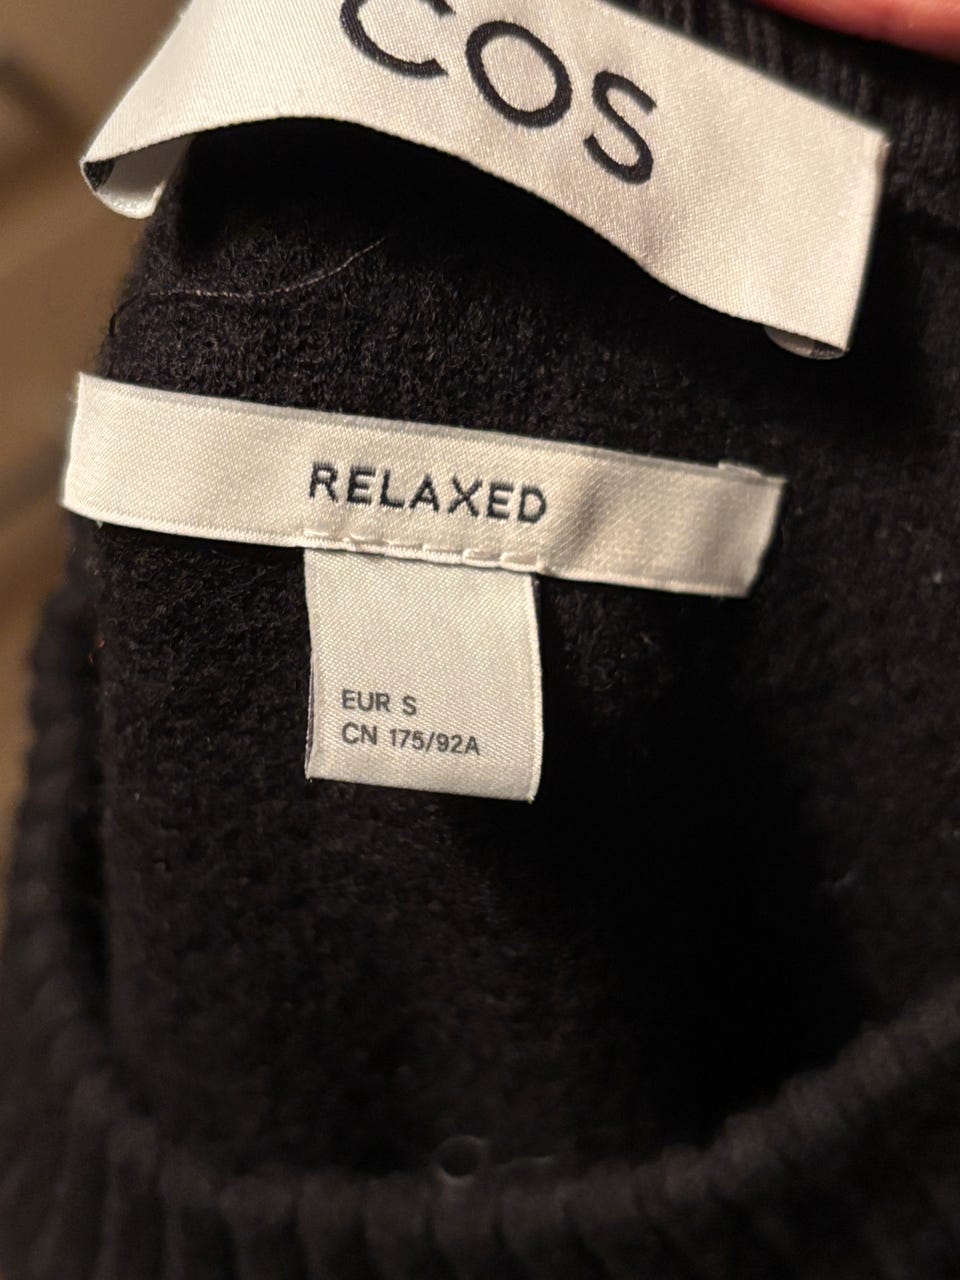 COS
RELAXED
EUR S
CN 175/92A